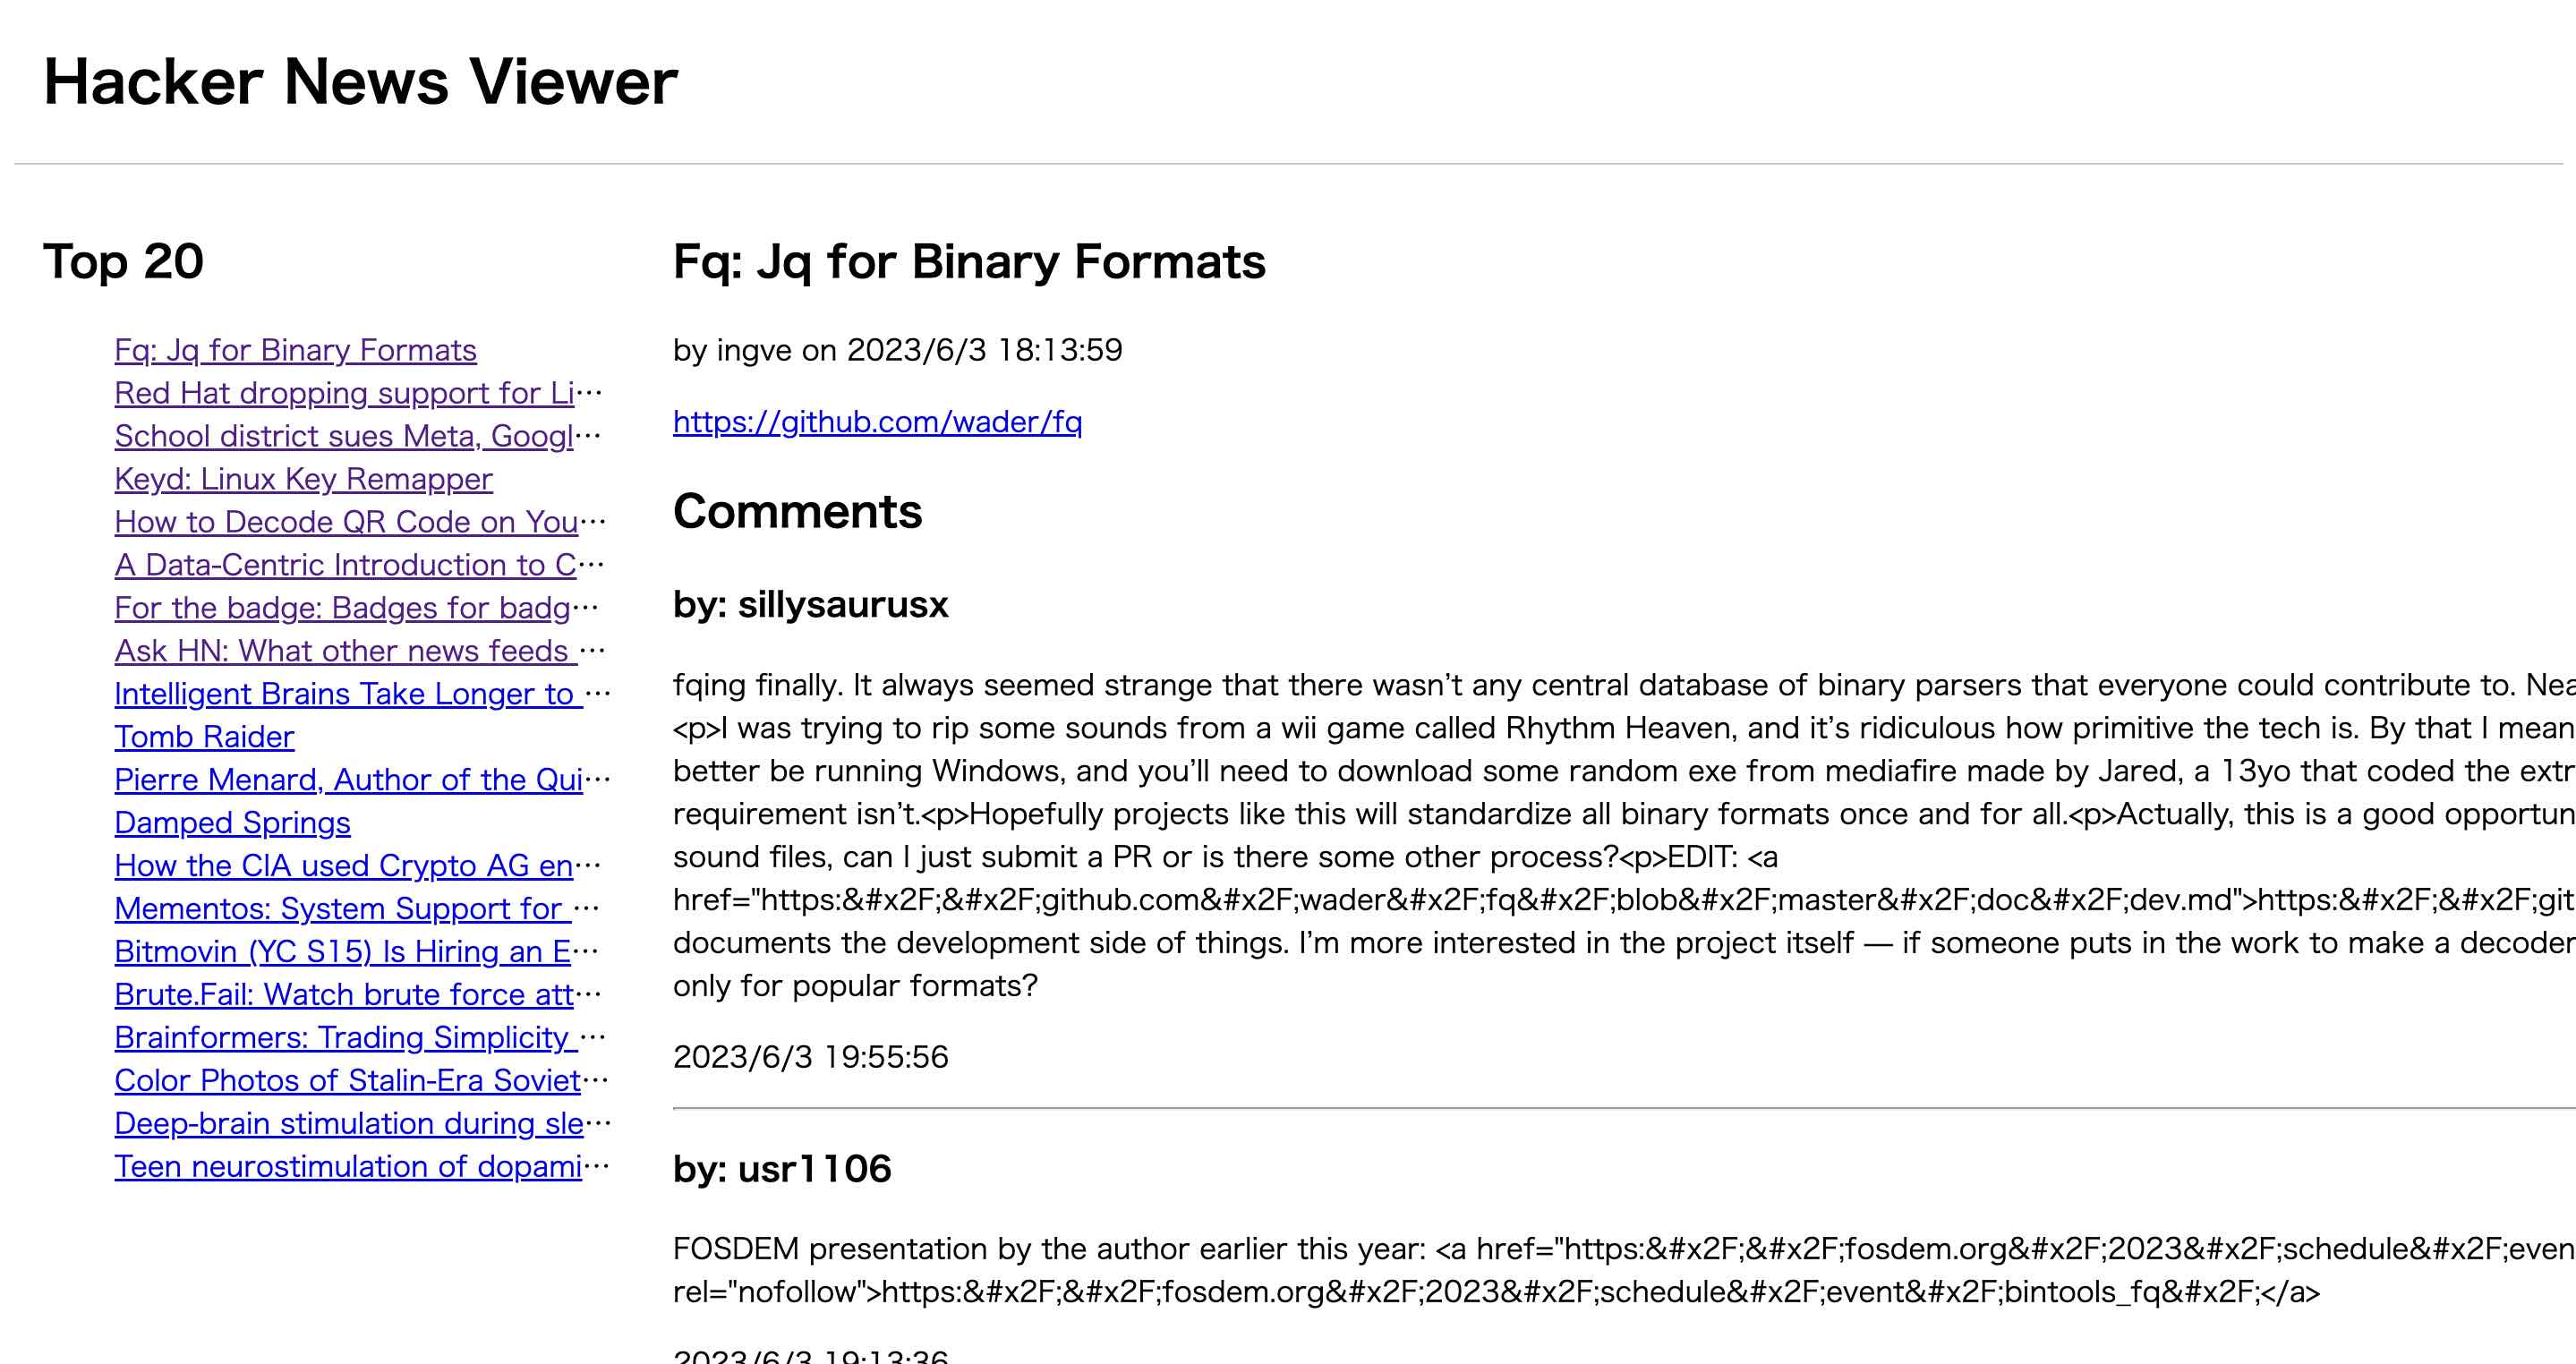 Hacker News Viewer
Top 20
Fq: Jq for Binary Formats
Red Hat dropping support for Li…
School district sues Meta, Googl…
Keyd: Linux Key Remapper
How to Decode QR Code on You…
A Data-Centric Introduction to C…
For the badge: Badges for badg…
Ask HN: What other news feeds …
Intelligent Brains Take Longer to …
Tomb Raider
Pierre Menard, Author of the Qui…
Damped Springs
How the CIA used Crypto AG en…
Mementos: System Support for …
Bitmovin (YC S15) Is Hiring an E…
Brute.Fail: Watch brute force att…
Brainformers: Trading Simplicity …
Color Photos of Stalin-Era Soviet…
Deep-brain stimulation during sle…
Teen neurostimulation of dopami…
Fq: Jq for Binary Formats
by ingve on 2023/6/3 18:13:59
https://github.com/wader/fq
Comments
by: sillysaurusx
fqing finally. It always seemed strange that there wasn’t any central database of binary parsers that everyone could contribute to. Nea
<p>I was trying to rip some sounds from a wii game called Rhythm Heaven, and it’s ridiculous how primitive the tech is. By that I mean
better be running Windows, and you’ll need to download some random exe from mediafire made by Jared, a 13yo that coded the extr
requirement isn’t.<p>Hopefully projects like this will standardize all binary formats once and for all.<p>Actually, this is a good opportun
sound files, can I just submit a PR or is there some other process?<p>EDIT: <a
href="https:&#x2F;&#x2F;github.com&#x2F;wader&#x2F;fq&#x2F;blob&#x2F;master&#x2F;doc&#x2F;dev.md">https:&#x2F;&#x2F;git
documents the development side of things. I’m more interested in the project itself — if someone puts in the work to make a decoder
only for popular formats?
2023/6/3 19:55:56
by: usr1106
FOSDEM presentation by the author earlier this year: <a href="https:&#x2F;&#x2F;fosdem.org&#x2F;2023&#x2F;schedule&#x2F;even
rel="nofollow">https:&#x2F;&#x2F;fosdem.org&#x2F;2023&#x2F;schedule&#x2F;event&#x2F;bintools_fq&#x2F;</a>
2023/6/3 19:13:36